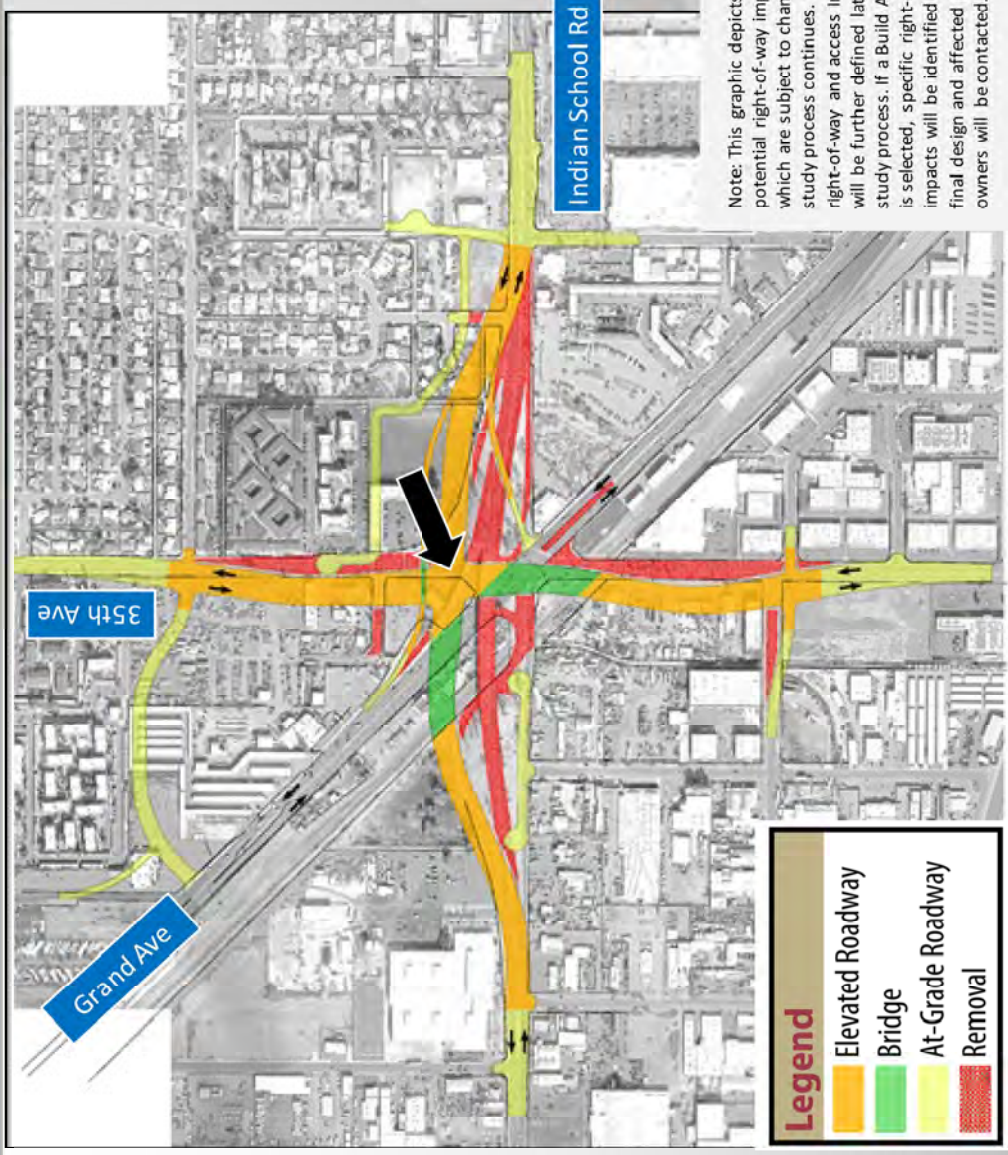 Indian School Rd
35th Ave
Grand Ave
Note: This graphic depicts
potential right-of-way imp
which are subject to chan
study process continues.
right-of-way and access In
will be further defined lat
study process. If a Build A
is selected, specific right-
impacts will be identified
final design and affected
owners will be contacted.
Legend
Elevated Roadway
Bridge
At-Grade Roadway
Removal